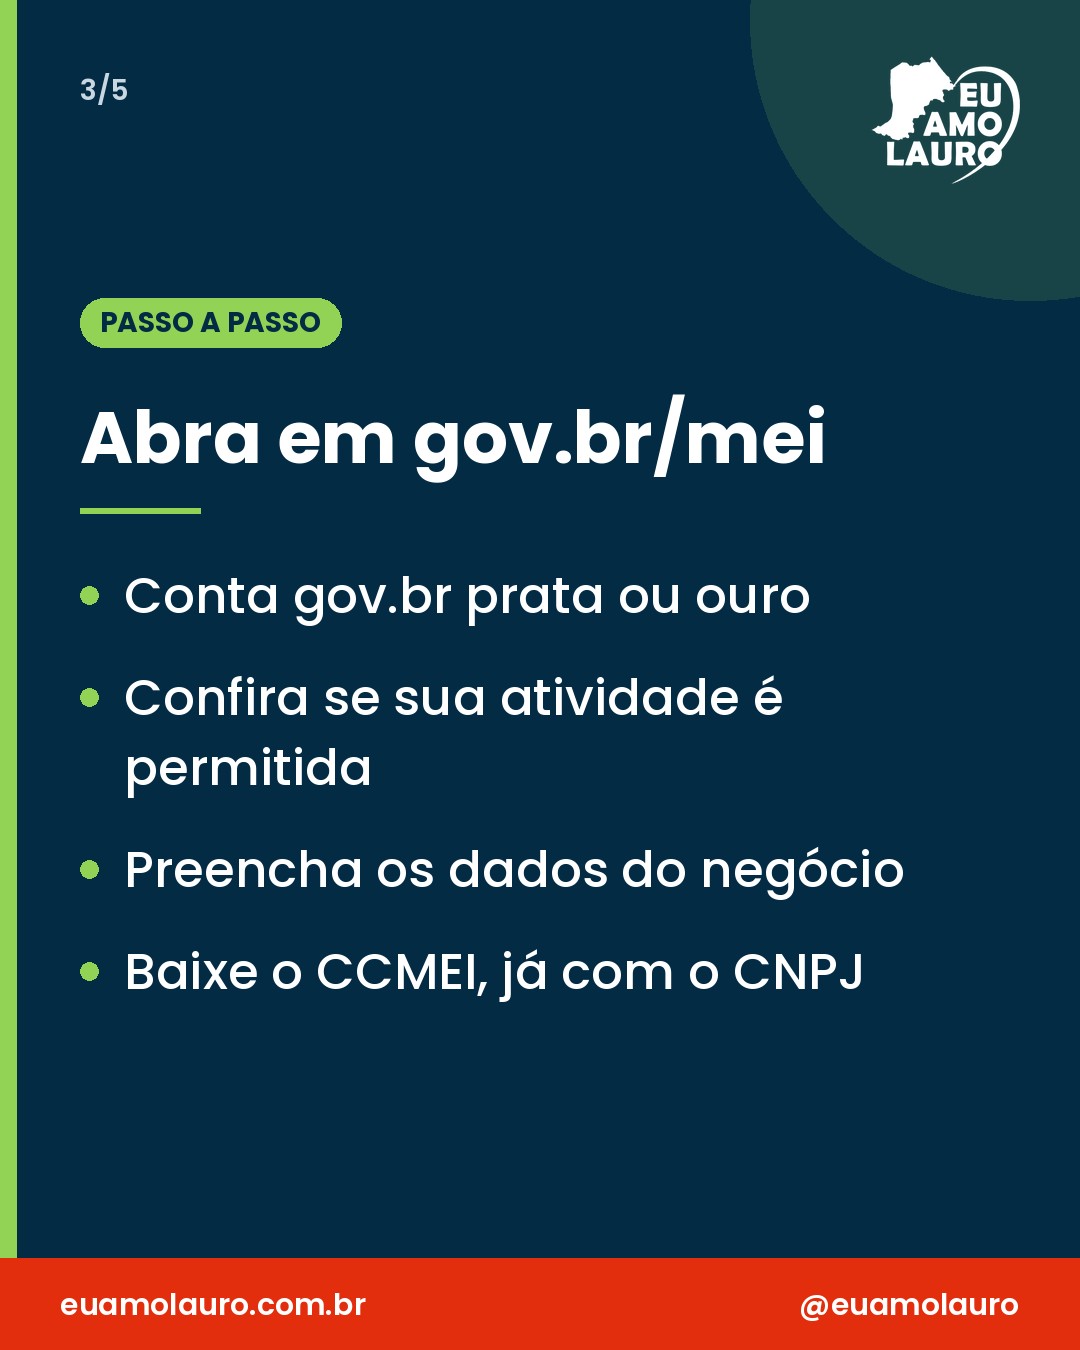 3/5
EU
AMO
LAURO
PASSO A PASSO
Abra em gov.br/mei
Conta gov.br prata ou ouro
Confira se sua atividade é
permitida
Preencha os dados do negócio
Baixe o CCMEI, já com o CNPJ
euamolauro.com.br
@euamolauro